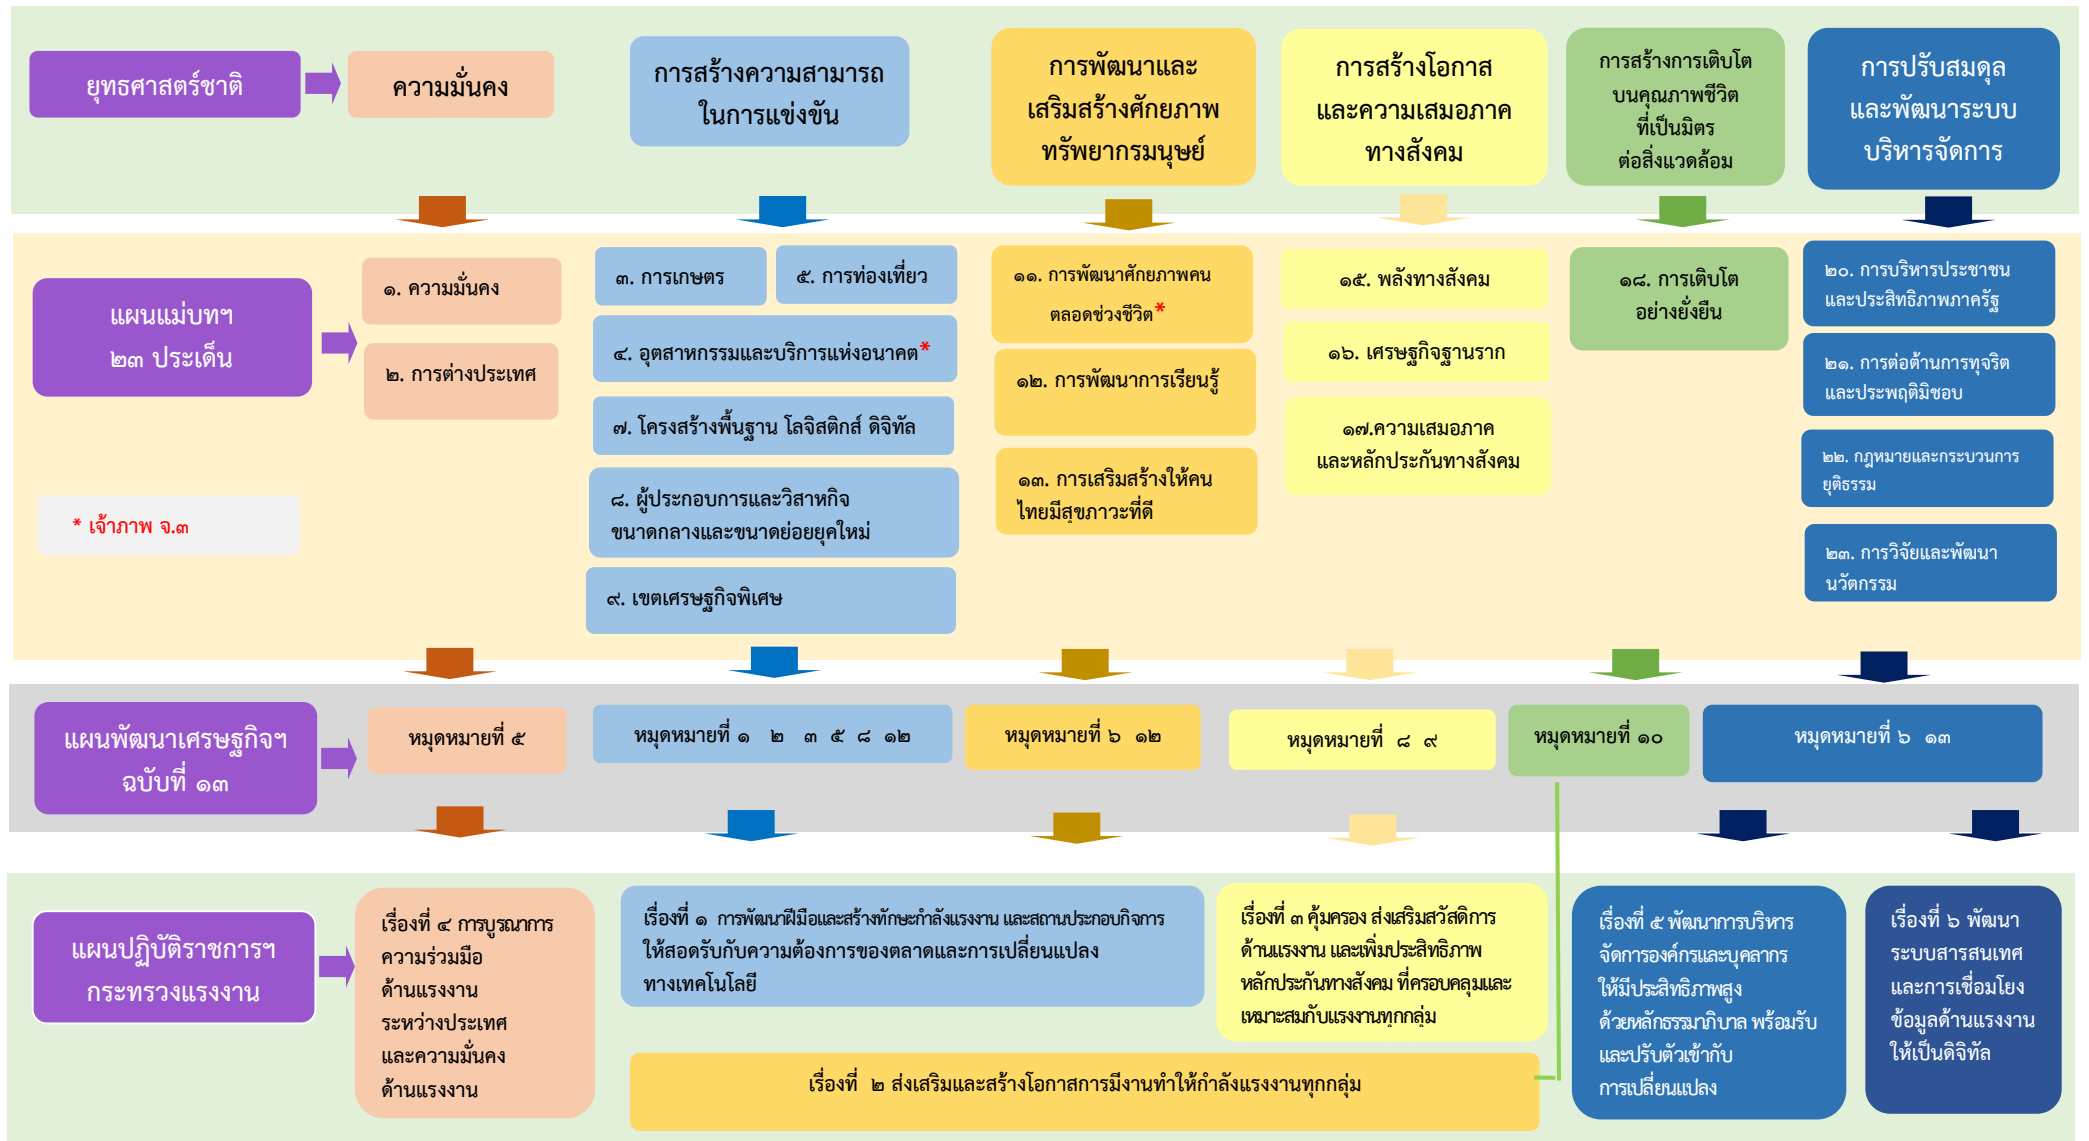 ยุทธศาสตร์ชาติ
ความมั่นคง
การสร้างความสามารถ
ในการแข่งขัน
การพัฒนาและ
เสริมสร้างศักยภาพ
ทรัพยากรมนุษย์
การสร้างโอกาส
และความเสมอภาค
ทางสังคม
การสร้างการเติบโต
บนคุณภาพชีวิต
ที่เป็นมิตร
ต่อสิ่งแวดล้อม
การปรับสมดุล
และพัฒนาระบบ
บริหารจัดการ
แผนแม่บทฯ
๒๓ ประเด็น
* เจ้าภาพ จ.๓
๑. ความมั่นคง
๒. การต่างประเทศ
๓. การเกษตร
๕. การท่องเที่ยว
๔. อุตสาหกรรมและบริการแห่งอนาคต*
๗. โครงสร้างพื้นฐาน โลจิสติกส์ ดิจิทัล
๘. ผู้ประกอบการและวิสาหกิจ
ขนาดกลางและขนาดย่อยยุคใหม่
๙. เขตเศรษฐกิจพิเศษ
๑๑. การพัฒนาศักยภาพคน
ตลอดช่วงชีวิต*
๑๒. การพัฒนาการเรียนรู้
๑๓. การเสริมสร้างให้คน
ไทยมีสุขภาวะที่ดี
๑๕. พลังทางสังคม
๑๖. เศรษฐกิจฐานราก
๑๗.ความเสมอภาค
และหลักประกันทางสังคม
๑๘. การเติบโต
อย่างยั่งยืน
๒๐. การบริหารประชาชน
และประสิทธิภาพภาครัฐ
๒๑. การต่อต้านการทุจริต
และประพฤติมิชอบ
๒๒. กฎหมายและกระบวนการ
ยุติธรรม
๒๓. การวิจัยและพัฒนา
นวัตกรรม
แผนพัฒนาเศรษฐกิจฯ
ฉบับที่ ๑๓
หมุดหมายที่ ๕
หมุดหมายที่ ๑ ๒ ๓ ๕ ๘ ๑๒
หมุดหมายที่ ๖ ๑๒
หมุดหมายที่ ๘ ๙
หมุดหมายที่ ๑๐
หมุดหมายที่ ๖ ๑๓
แผนปฏิบัติราชการฯ
กระทรวงแรงงาน
เรื่องที่ ๔ การบูรณาการ
ความร่วมมือ
ด้านแรงงาน
ระหว่างประเทศ
และความมั่นคง
ด้านแรงงาน
เรื่องที่ ๑ การพัฒนาฝีมือและสร้างทักษะกำลังแรงงาน และสถานประกอบกิจการ
ให้สอดรับกับความต้องการของตลาดและการเปลี่ยนแปลง
ทางเทคโนโลยี
เรื่องที่ ๓ คุ้มครอง ส่งเสริมสวัสดิการ
ด้านแรงงาน และเพิ่มประสิทธิภาพ
หลักประกันทางสังคม ที่ครอบคลุมและ
เหมาะสมกับแรงงานทุกกลุ่ม
เรื่องที่ ๒ ส่งเสริมและสร้างโอกาสการมีงานทำให้กำลังแรงงานทุกกลุ่ม
เรื่องที่ ๕ พัฒนาการบริหาร
จัดการองค์กรและบุคลากร
ให้มีประสิทธิภาพสูง
ด้วยหลักธรรมาภิบาล พร้อมรับ
และปรับตัวเข้ากับ
การเปลี่ยนแปลง
เรื่องที่ ๖ พัฒนา
ระบบสารสนเทศ
และการเชื่อมโยง
ข้อมูลด้านแรงงาน
ให้เป็นดิจิทัล